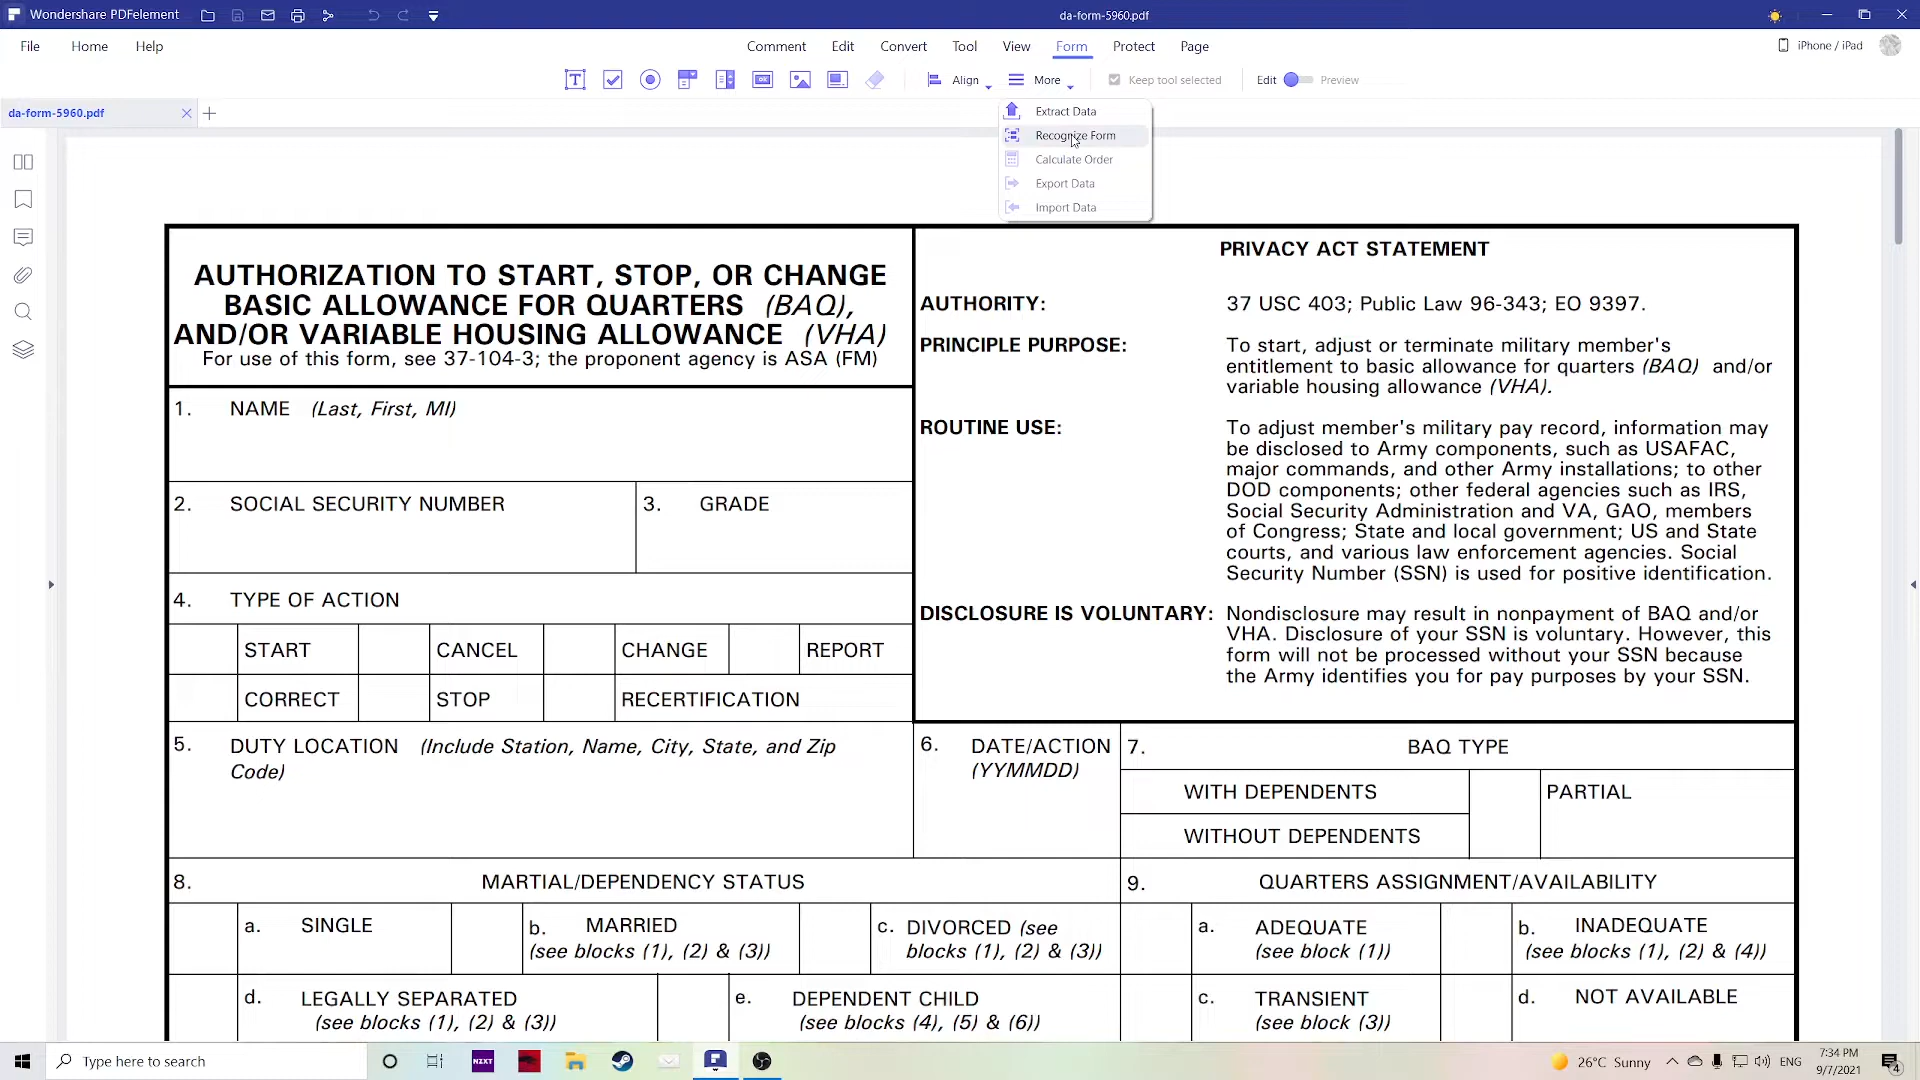 Wondershare PDFelement
da-form-5960.pdf
File Home Help
Comment Edit Convert Tool View Form Protect Page
iPhone / iPad
Align More Keep tool selected Edit Preview
da-form-5960.pdf
Extract Data
Recognize Form
Calculate Order
Export Data
Import Data
AUTHORIZATION TO START, STOP, OR CHANGE
BASIC ALLOWANCE FOR QUARTERS (BAQ),
AND/OR VARIABLE HOUSING ALLOWANCE (VHA)
For use of this form, see 37-104-3; the proponent agency is ASA (FM)
PRIVACY ACT STATEMENT
AUTHORITY: 37 USC 403; Public Law 96-343; EO 9397.
PRINCIPLE PURPOSE: To start, adjust or terminate military member's
entitlement to basic allowance for quarters (BAQ) and/or
variable housing allowance (VHA).
ROUTINE USE: To adjust member's military pay record, information may
be disclosed to Army components, such as USAFAC,
major commands, and other Army installations; to other
DOD components; other federal agencies such as IRS,
Social Security Administration and VA, GAO, members
of Congress; State and local government; US and State
courts, and various law enforcement agencies. Social
Security Number (SSN) is used for positive identification.
DISCLOSURE IS VOLUNTARY: Nondisclosure may result in nonpayment of BAQ and/or
VHA. Disclosure of your SSN is voluntary. However, this
form will not be processed without your SSN because
the Army identifies you for pay purposes by your SSN.
1. NAME (Last, First, MI)
2. SOCIAL SECURITY NUMBER
3. GRADE
4. TYPE OF ACTION
START CANCEL CHANGE REPORT
CORRECT STOP RECERTIFICATION
5. DUTY LOCATION (Include Station, Name, City, State, and Zip
Code)
6. DATE/ACTION
(YYMMDD)
7. BAQ TYPE
WITH DEPENDENTS PARTIAL
WITHOUT DEPENDENTS
8. MARTIAL/DEPENDENCY STATUS
9. QUARTERS ASSIGNMENT/AVAILABILITY
a. SINGLE
b. MARRIED
(see blocks (1), (2) & (3))
c. DIVORCED (see
blocks (1), (2) & (3))
a. ADEQUATE
(see block (1))
b. INADEQUATE
(see blocks (1), (2) & (4))
d. LEGALLY SEPARATED
(see blocks (1), (2) & (3))
e. DEPENDENT CHILD
(see blocks (4), (5) & (6))
c. TRANSIENT
(see block (3))
d. NOT AVAILABLE
Type here to search
NZXT
26°C Sunny
ENG
7:34 PM
9/7/2021
4